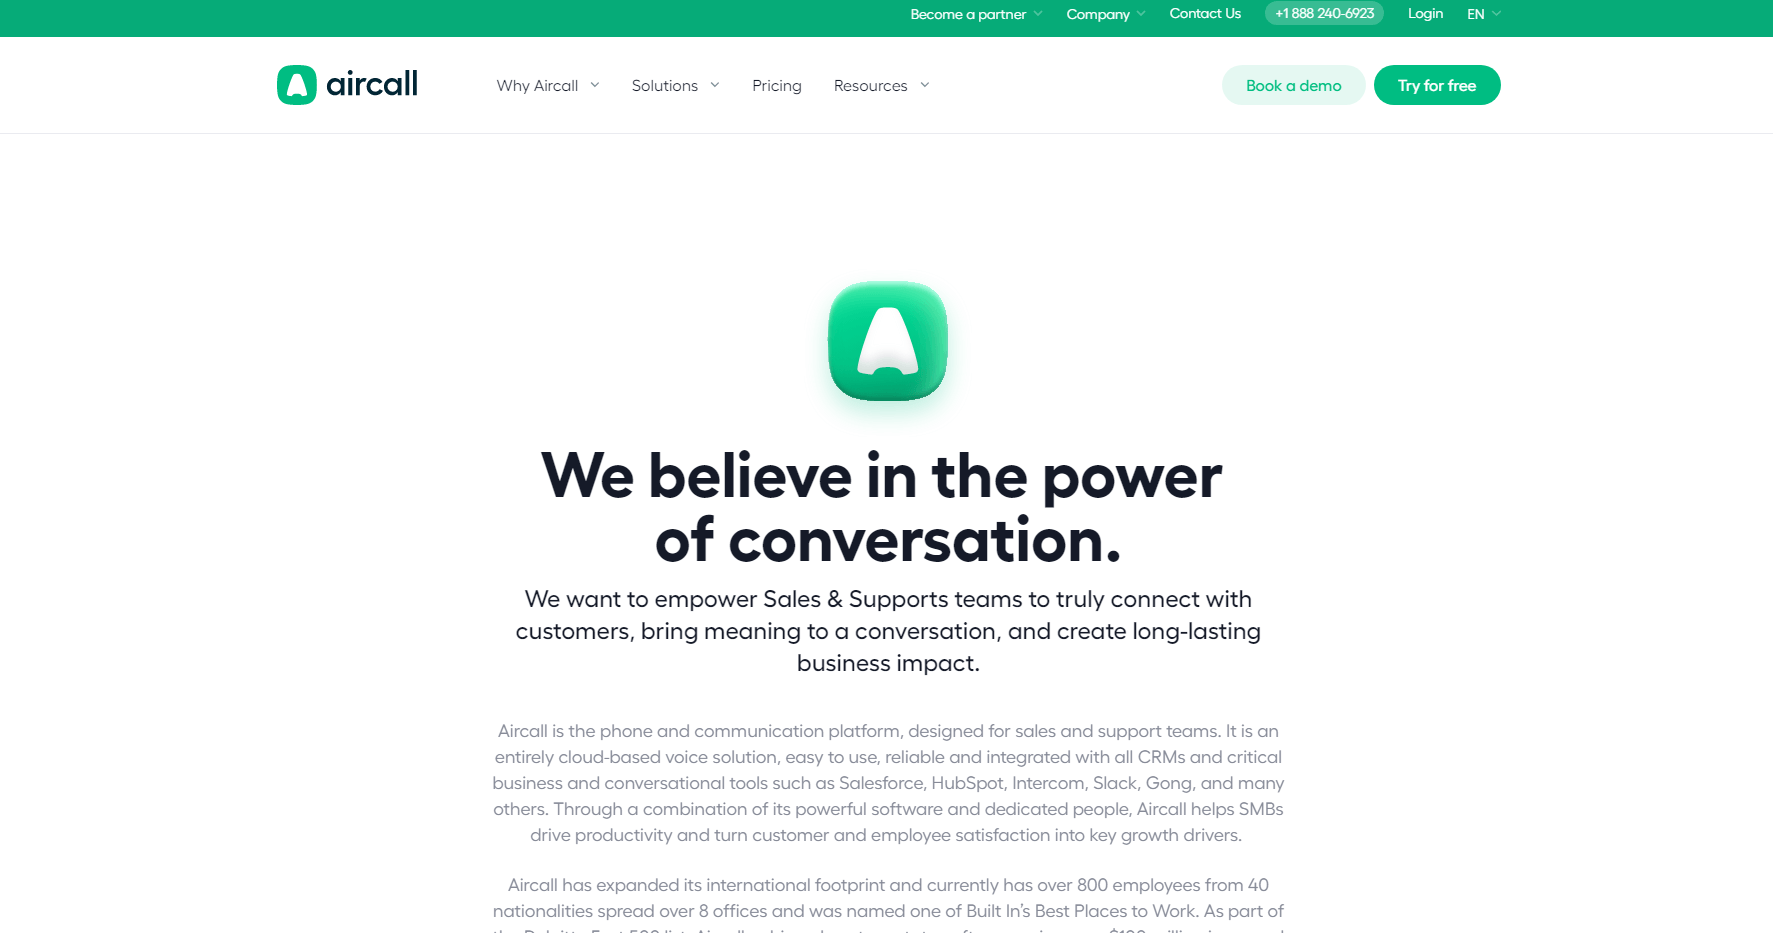 Become a partner Company Contact Us +1 888 240-6923 Login EN
aircall Why Aircall Solutions Pricing Resources Book a demo Try for free
We believe in the power
of conversation.
We want to empower Sales & Supports teams to truly connect with
customers, bring meaning to a conversation, and create long-lasting
business impact.
Aircall is the phone and communication platform, designed for sales and support teams. It is an
entirely cloud-based voice solution, easy to use, reliable and integrated with all CRMs and critical
business and conversational tools such as Salesforce, HubSpot, Intercom, Slack, Gong, and many
others. Through a combination of its powerful software and dedicated people, Aircall helps SMBs
drive productivity and turn customer and employee satisfaction into key growth drivers.
Aircall has expanded its international footprint and currently has over 800 employees from 40
nationalities spread over 8 offices and was named one of Built In's Best Places to Work. As part of